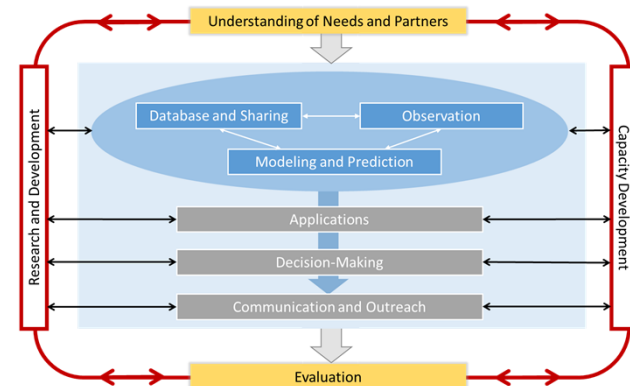 Understanding of Needs and Partners
Research and Development
Database and Sharing
Observation
Modeling and Prediction
Applications
Decision-Making
Communication and Outreach
Capacity Development
Evaluation